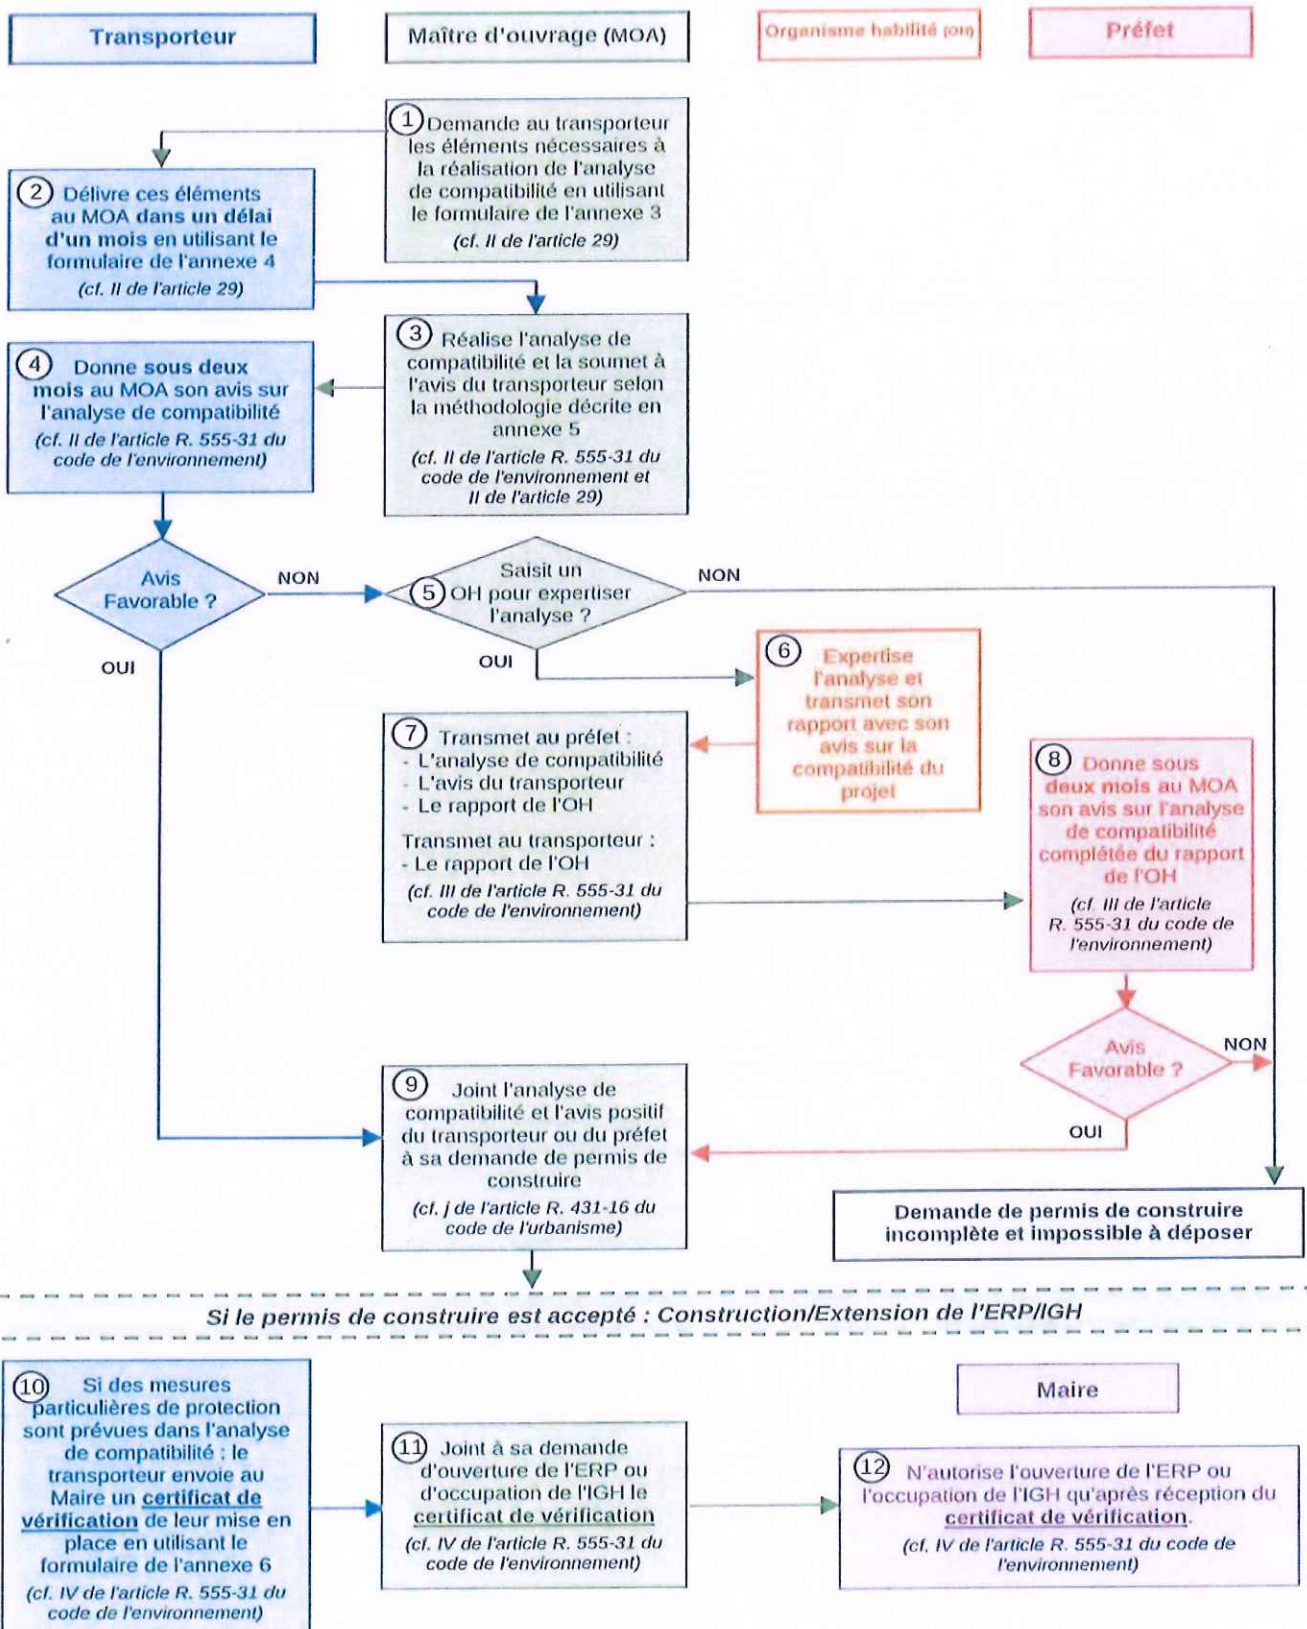 Transporteur
Maître d'ouvrage (MOA)
Organisme habilité (OH)
Préfet
1 Demande au transporteur
les éléments nécessaires à
la réalisation de l'analyse
de compatibilité en utilisant
le formulaire de l'annexe 3
(cf. II de l'article 29)
2 Délivre ces éléments
au MOA dans un délai
d'un mois en utilisant le
formulaire de l'annexe 4
(cf. II de l'article 29)
3 Réalise l'analyse de
compatibilité et la soumet à
l'avis du transporteur selon
la méthodologie décrite en
annexe 5
(cf. II de l'article R. 555-31 du
code de l'environnement et
II de l'article 29)
4 Donne sous deux
mois au MOA son avis sur
l'analyse de compatibilité
(cf. II de l'article R. 555-31 du
code de l'environnement)
Avis
Favorable ?
NON
OUI
5 Saisit un
OH pour expertiser
l'analyse ?
NON
OUI
6 Expertise
l'analyse et
transmet son
rapport avec son
avis sur la
compatibilité du
projet
7 Transmet au préfet :
- L'analyse de compatibilité
- L'avis du transporteur
- Le rapport de l'OH
Transmet au transporteur :
- Le rapport de l'OH
(cf. III de l'article R. 555-31 du
code de l'environnement)
8 Donne sous
deux mois au MOA
son avis sur l'analyse
de compatibilité
complétée du rapport
de l'OH
(cf. III de l'article
R. 555-31 du code de
l'environnement)
Avis
Favorable ?
NON
OUI
9 Joint l'analyse de
compatibilité et l'avis positif
du transporteur ou du préfet
à sa demande de permis de
construire
(cf. j de l'article R. 431-16 du
code de l'urbanisme)
Demande de permis de construire
incomplète et impossible à déposer
Si le permis de construire est accepté : Construction/Extension de l'ERP/IGH
10 Si des mesures
particulières de protection
sont prévues dans l'analyse
de compatibilité : le
transporteur envoie au
Maire un certificat de
vérification de leur mise en
place en utilisant le
formulaire de l'annexe 6
(cf. IV de l'article R. 555-31 du
code de l'environnement)
11 Joint à sa demande
d'ouverture de l'ERP ou
d'occupation de l'IGH le
certificat de vérification
(cf. IV de l'article R. 555-31 du
code de l'environnement)
Maire
12 N'autorise l'ouverture de l'ERP ou
l'occupation de l'IGH qu'après réception du
certificat de vérification.
(cf. IV de l'article R. 555-31 du code de
l'environnement)